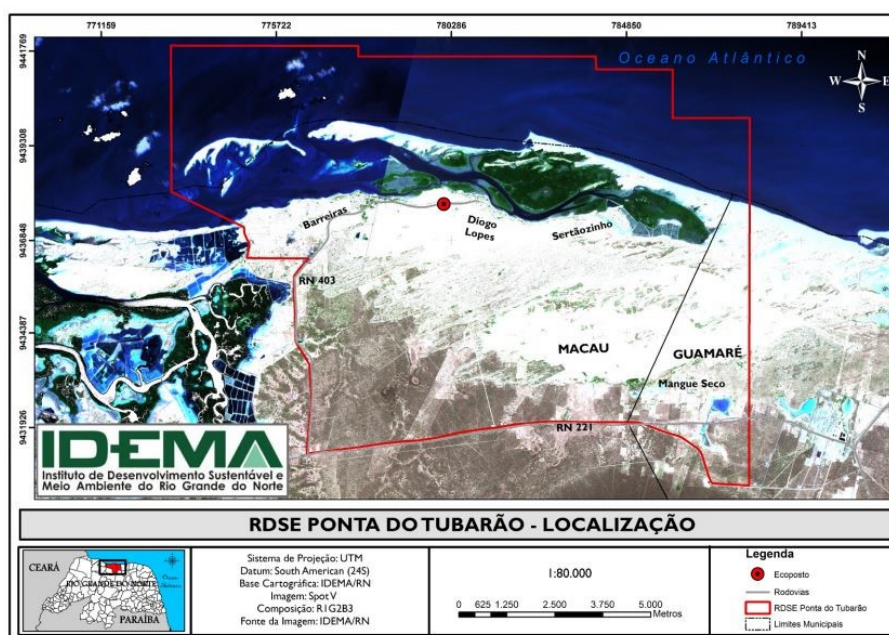 771159 775722 780286 784850 789413
9441769
9439308
9436848
9434387
9431926
Oceano Atlântico
N
W E
S
Barreiras
Diogo
Lopes
Sertãozinho
RN 403
MACAU
GUAMARÉ
Mangue Seco
RN 221
IDEMA
Instituto de Desenvolvimento Sustentável e
Meio Ambiente do Rio Grande do Norte
RDSE PONTA DO TUBARÃO - LOCALIZAÇÃO
CEARÁ
RIO GRANDE DO NORTE
PARAÍBA
Sistema de Projeção: UTM
Datum: South American (24S)
Base Cartográfica: IDEMA/RN
Imagem: Spot V
Composição: R1G2B3
Fonte da Imagem: IDEMA/RN
1:80.000
0 625 1.250 2.500 3.750 5.000
Metros
Legenda
Ecoposto
Rodovias
RDSE Ponta do Tubarão
Limites Municipais